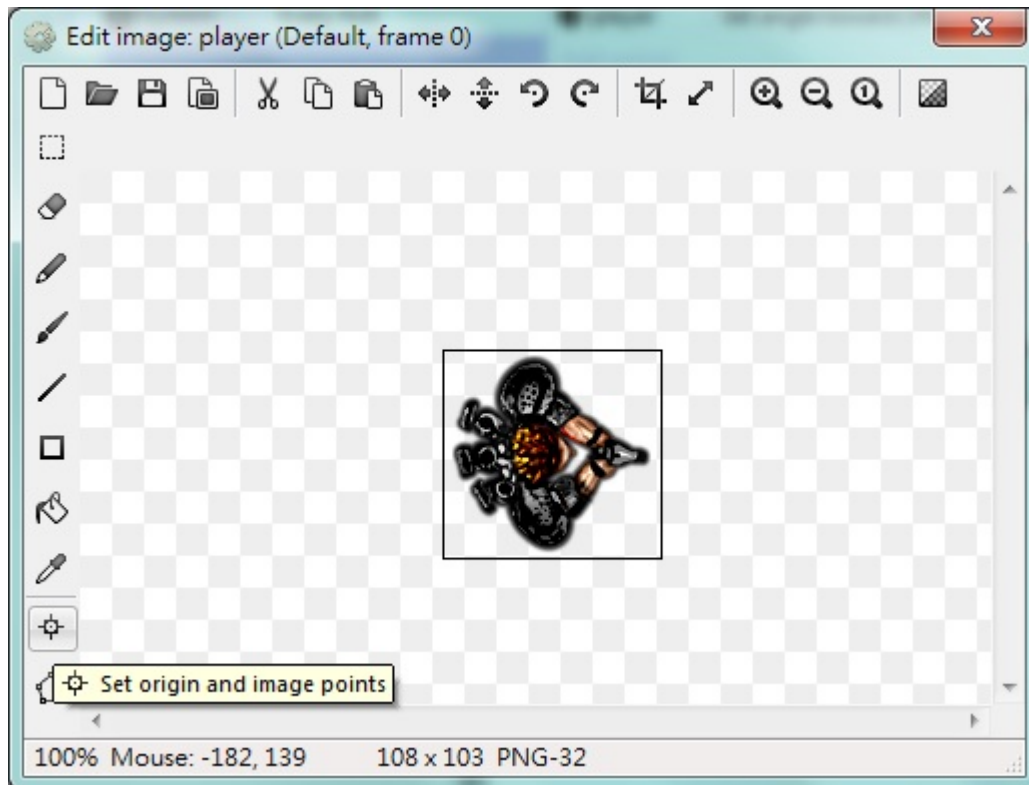 Edit image: player (Default, frame 0)
Set origin and image points
100% Mouse: -182, 139 108 x 103 PNG-32